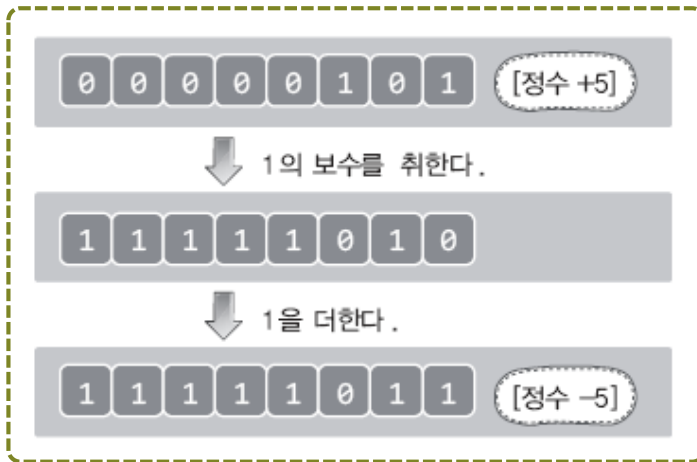 0 0 0 0 0 1 0 1 [정수 +5]
1의 보수를 취한다.
1 1 1 1 1 0 1 0
1을 더한다.
1 1 1 1 1 0 1 1 [정수 –5]